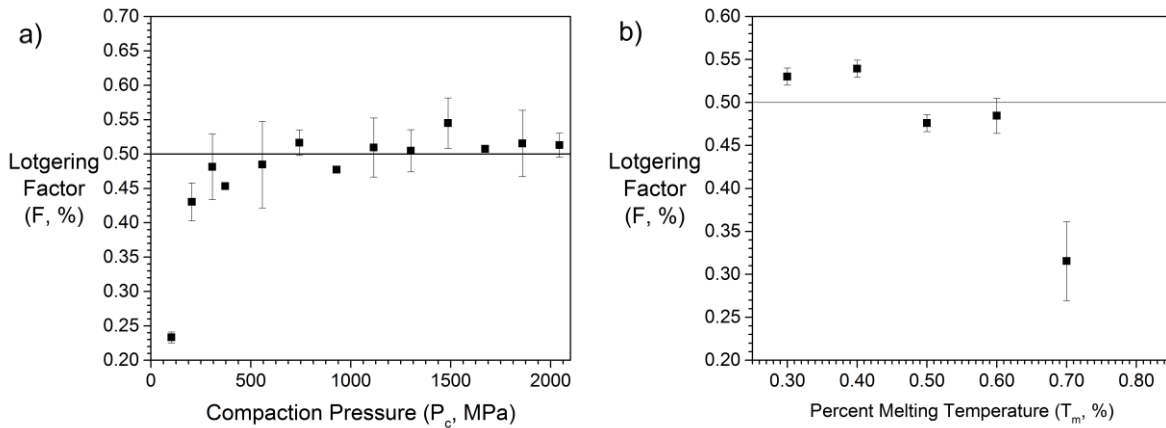 a)
0.70
0.65
0.60
0.55
0.50
0.45
0.40
0.35
0.30
0.25
0.20
Lotgering
Factor
(F, %)
0 500 1000 1500 2000
Compaction Pressure (P_c, MPa)
b)
0.60
0.55
0.50
0.45
0.40
0.35
0.30
0.25
0.20
Lotgering
Factor
(F, %)
0.30 0.40 0.50 0.60 0.70 0.80
Percent Melting Temperature (T_m, %)